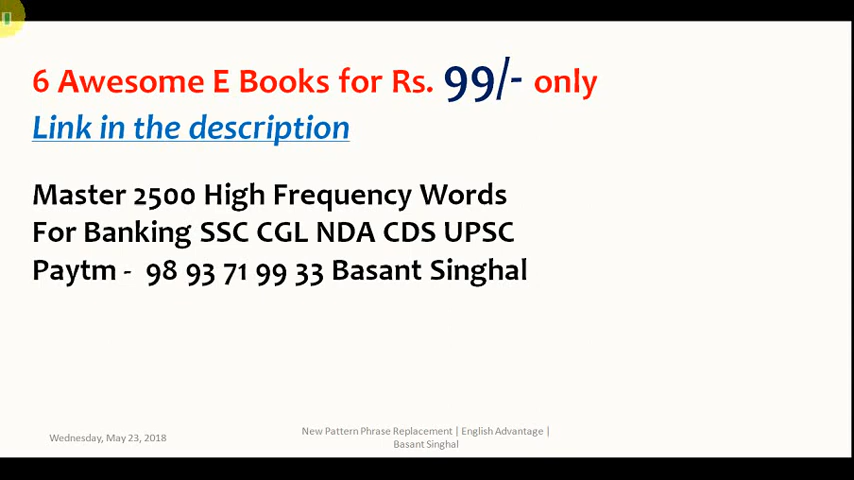 6 Awesome E Books for Rs. 99/- only
Link in the description
Master 2500 High Frequency Words
For Banking SSC CGL NDA CDS UPSC
Paytm - 98 93 71 99 33 Basant Singhal
Wednesday, May 23, 2018
New Pattern Phrase Replacement | English Advantage |
Basant Singhal